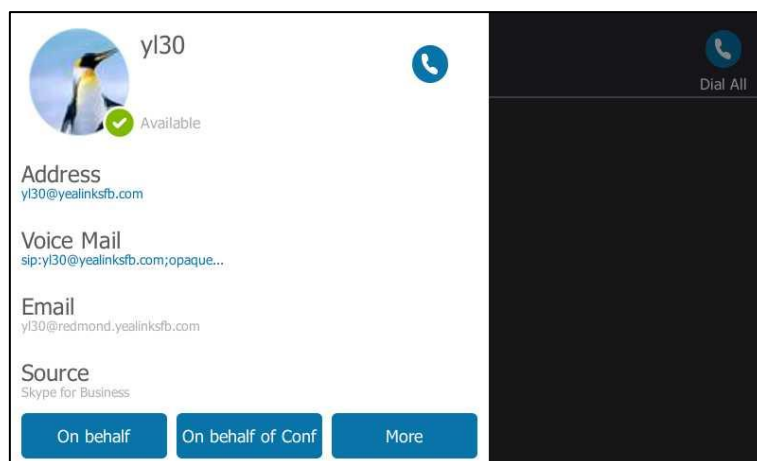 yl30
Available
Dial All
Address
yl30@yealinksfb.com
Voice Mail
sip:yl30@yealinksfb.com;opaque...
Email
yl30@redmond.yealinksfb.com
Source
Skype for Business
On behalf
On behalf of Conf
More